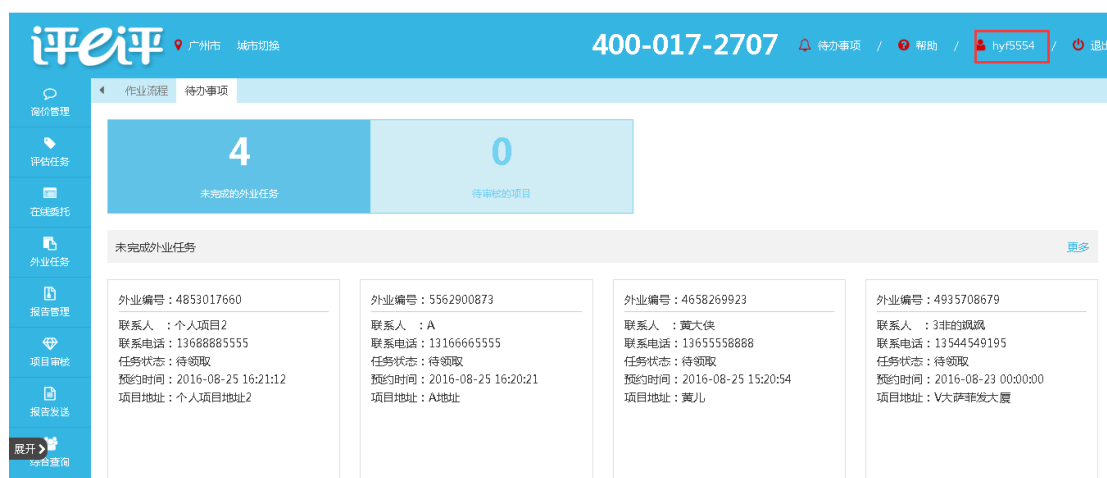 评e评 广州市 城市切换 400-017-2707 待办事项 / ? 帮助 / hyf5554 / 退出
询价管理
评估任务
在线委托
外业任务
报告管理
项目审核
报告发送
展开
综合查询
作业流程 待办事项
4
未完成的外业任务
0
待审核的项目
未完成外业任务 更多
外业编号：4853017660
联系人 ：个人项目2
联系电话：13688885555
任务状态：待领取
预约时间：2016-08-25 16:21:12
项目地址：个人项目地址2
外业编号：5562900873
联系人 ：A
联系电话：13166665555
任务状态：待领取
预约时间：2016-08-25 16:20:21
项目地址：A地址
外业编号：4658269923
联系人 ：黄大侠
联系电话：13655558888
任务状态：待领取
预约时间：2016-08-25 15:20:54
项目地址：黄儿
外业编号：4935708679
联系人 ：3非的飒飒
联系电话：13544549195
任务状态：待领取
预约时间：2016-08-23 00:00:00
项目地址：V大萨菲发大厦